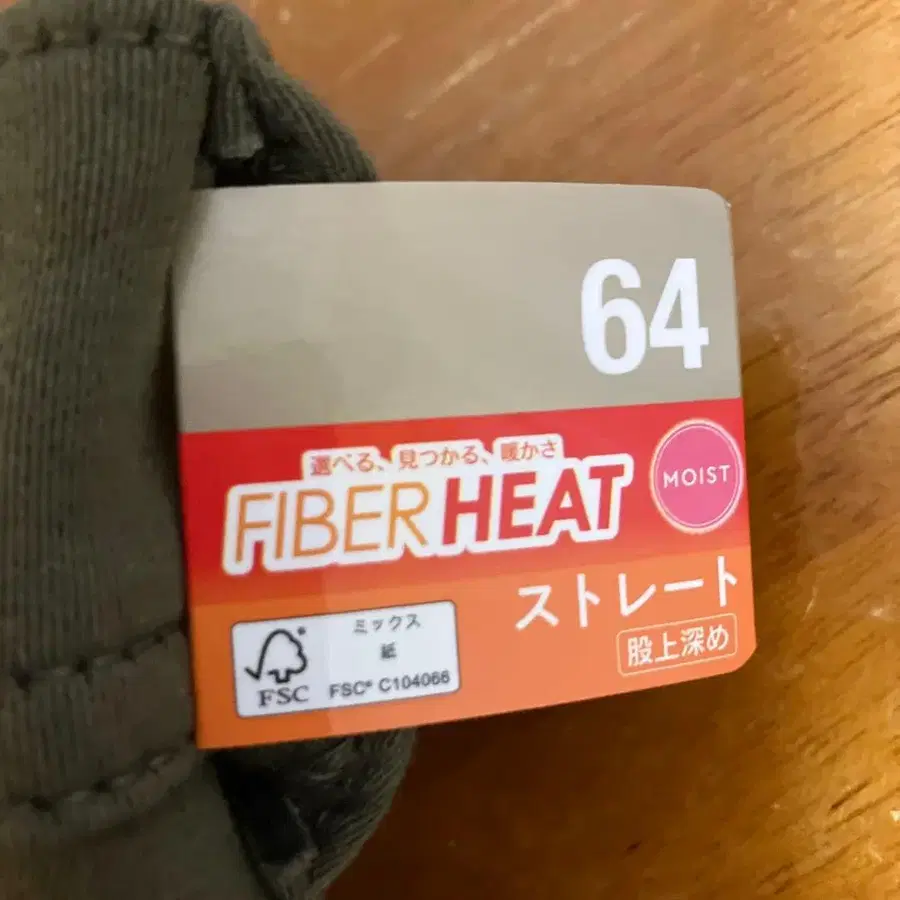 64
選べる、見つかる、暖かさ
FIBER HEAT
MOIST
ストレート
股上深め
FSC
ミックス
紙
FSC® C104066